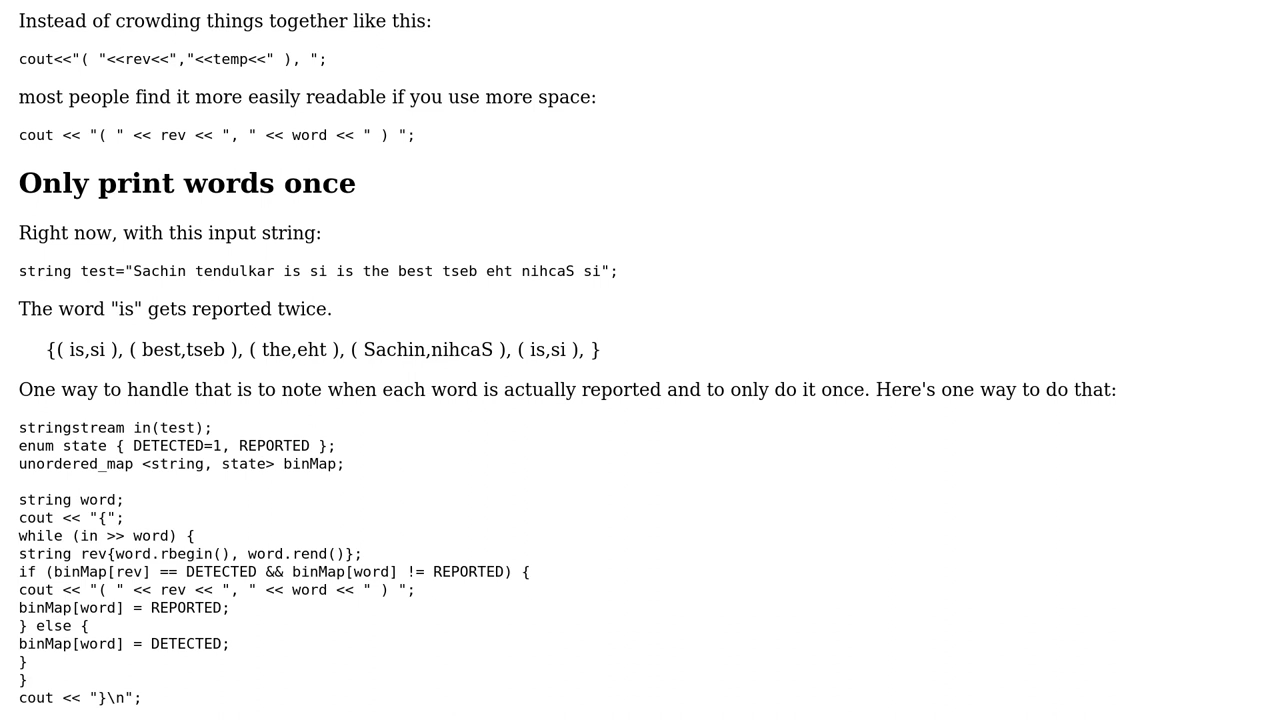 Instead of crowding things together like this:
cout<<"( "<<rev<<","<<temp<<" ), ";
most people find it more easily readable if you use more space:
cout << "( " << rev << ", " << word << " ) ";
Only print words once
Right now, with this input string:
string test="Sachin tendulkar is si is the best tseb eht nihcaS si";
The word "is" gets reported twice.
{( is,si ), ( best,tseb ), ( the,eht ), ( Sachin,nihcaS ), ( is,si ), }
One way to handle that is to note when each word is actually reported and to only do it once. Here's one way to do that:
stringstream in(test);
enum state { DETECTED=1, REPORTED };
unordered_map <string, state> binMap;
string word;
cout << "{";
while (in >> word) {
string rev{word.rbegin(), word.rend()};
if (binMap[rev] == DETECTED && binMap[word] != REPORTED) {
cout << "( " << rev << ", " << word << " ) ";
binMap[word] = REPORTED;
} else {
binMap[word] = DETECTED;
}
}
cout << "}\n";